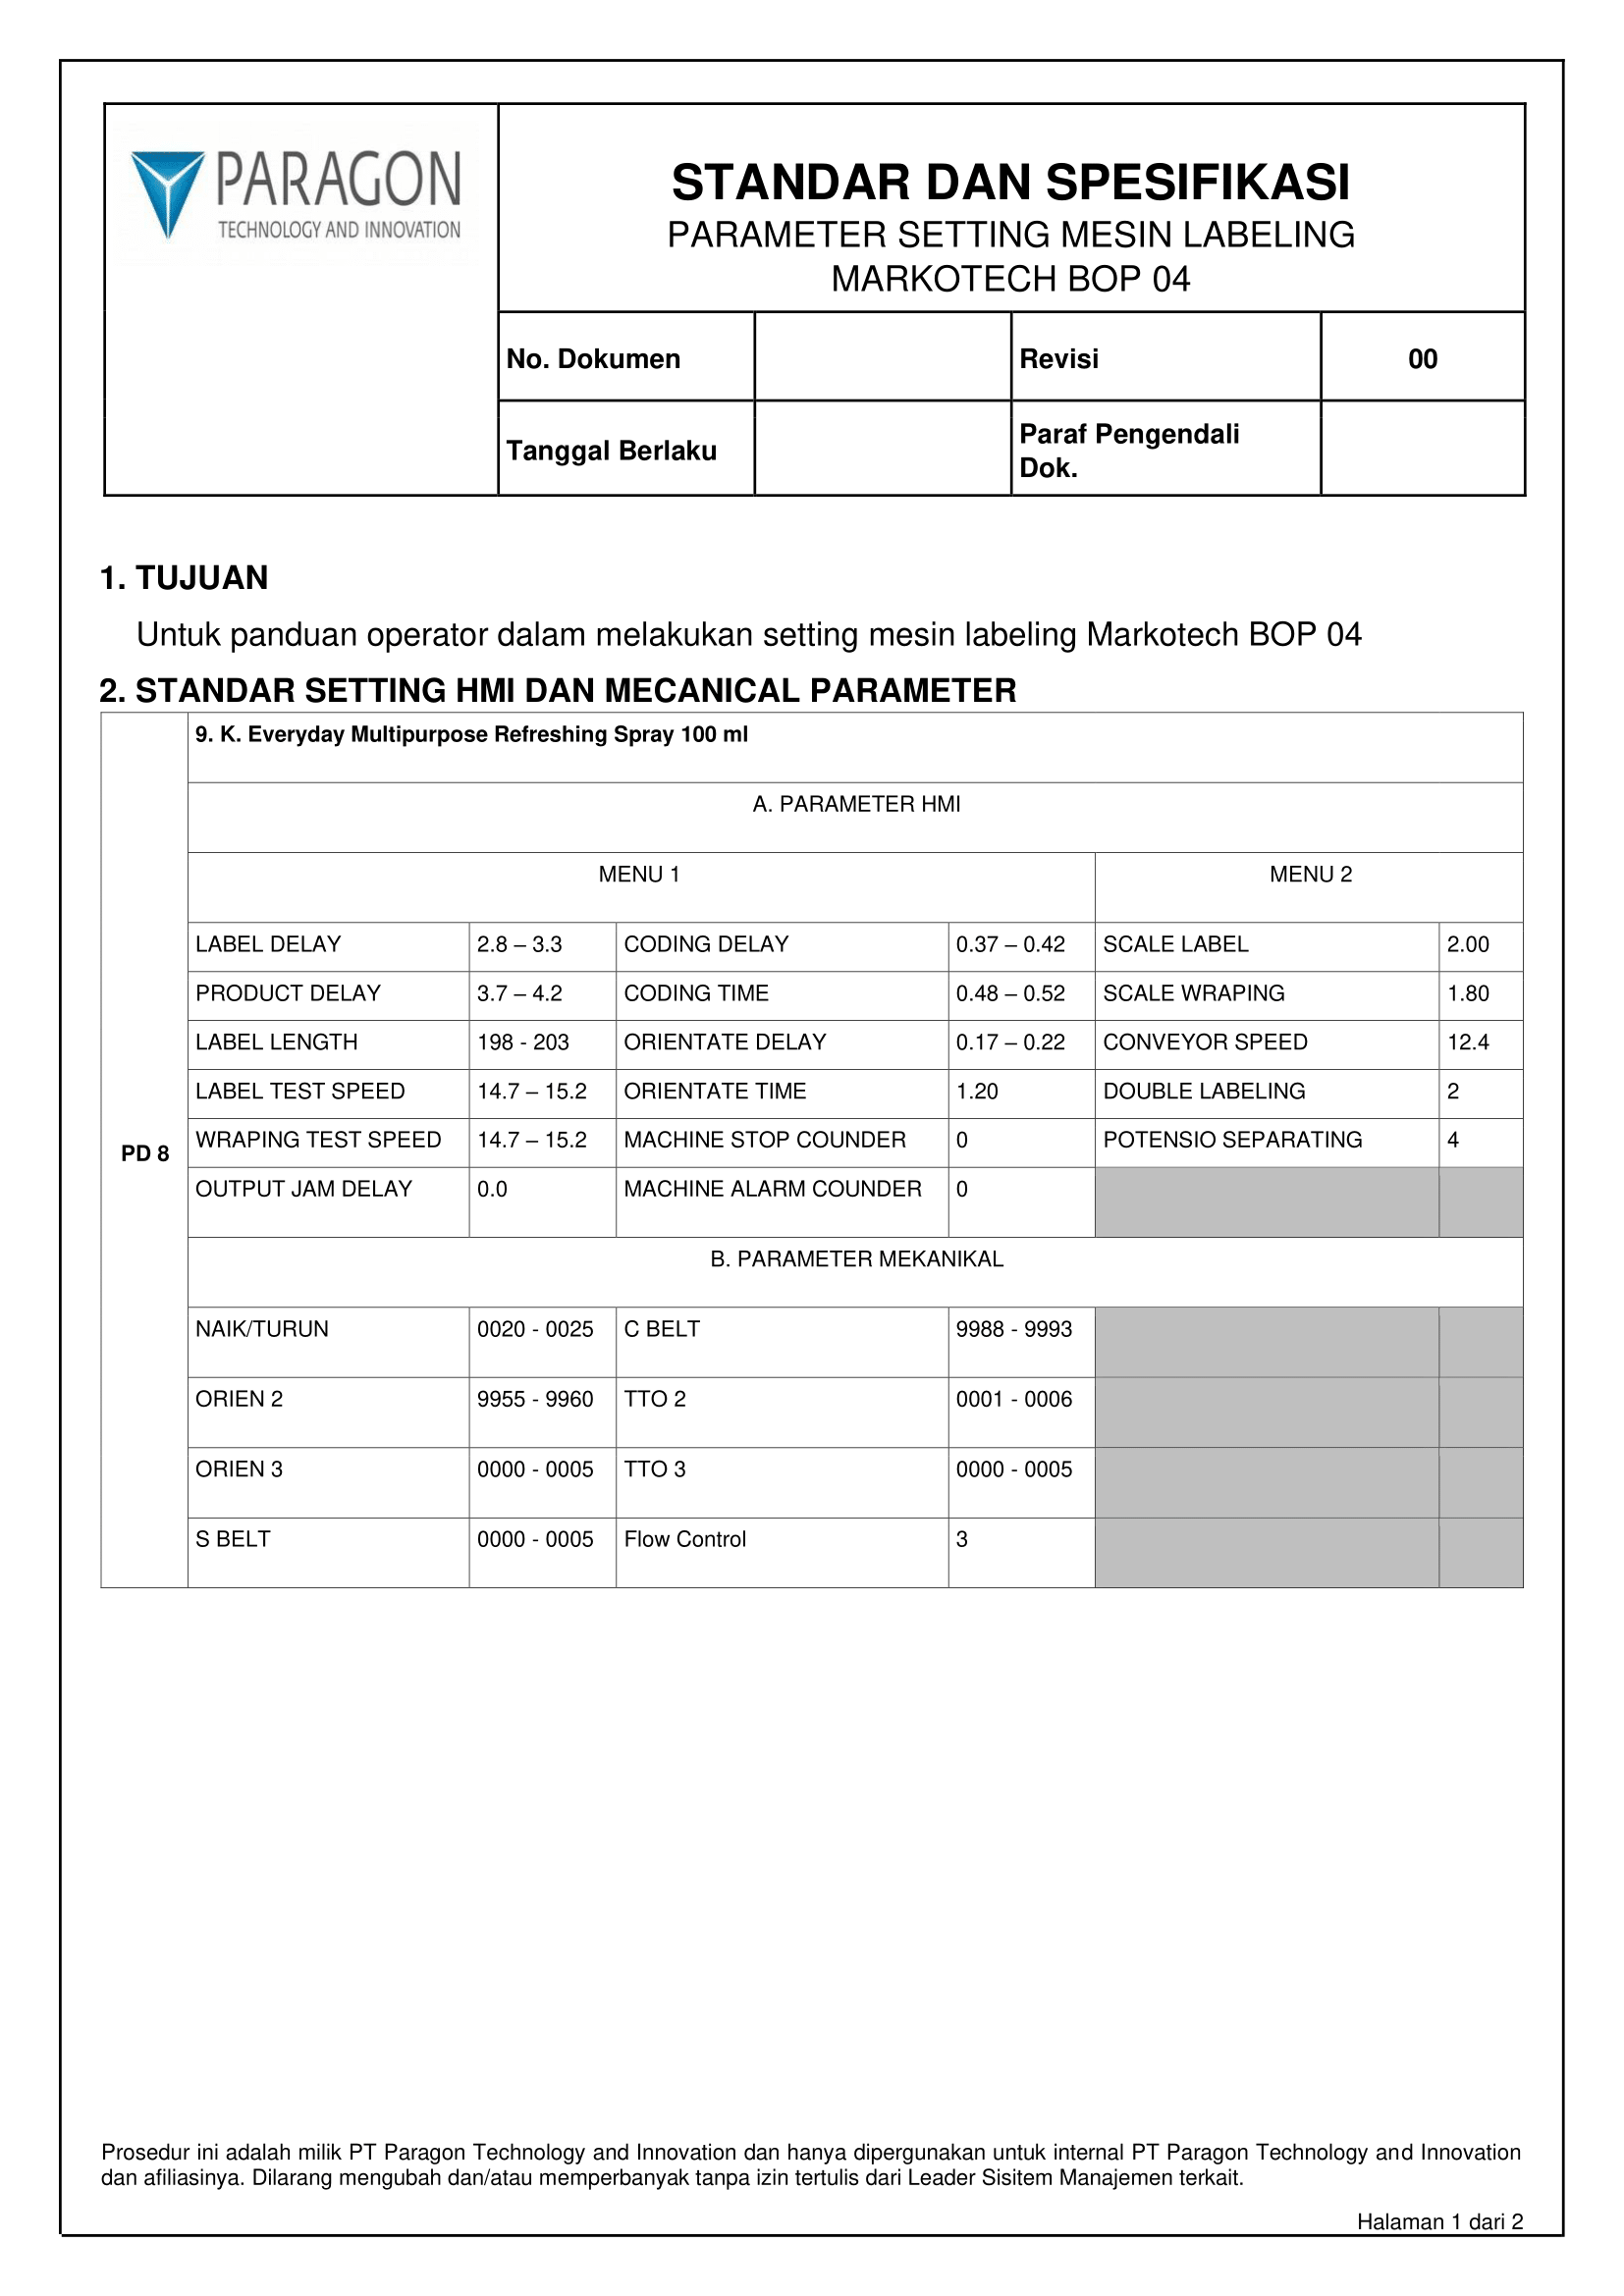 PARAGON
TECHNOLOGY AND INNOVATION
STANDAR DAN SPESIFIKASI
PARAMETER SETTING MESIN LABELING
MARKOTECH BOP 04
No. Dokumen Revisi 00
Tanggal Berlaku Paraf Pengendali Dok.
1. TUJUAN
Untuk panduan operator dalam melakukan setting mesin labeling Markotech BOP 04
2. STANDAR SETTING HMI DAN MECANICAL PARAMETER
PD 8
9. K. Everyday Multipurpose Refreshing Spray 100 ml
A. PARAMETER HMI
MENU 1 MENU 2
LABEL DELAY 2.8 – 3.3 CODING DELAY 0.37 – 0.42 SCALE LABEL 2.00
PRODUCT DELAY 3.7 – 4.2 CODING TIME 0.48 – 0.52 SCALE WRAPING 1.80
LABEL LENGTH 198 - 203 ORIENTATE DELAY 0.17 – 0.22 CONVEYOR SPEED 12.4
LABEL TEST SPEED 14.7 – 15.2 ORIENTATE TIME 1.20 DOUBLE LABELING 2
WRAPING TEST SPEED 14.7 – 15.2 MACHINE STOP COUNDER 0 POTENSIO SEPARATING 4
OUTPUT JAM DELAY 0.0 MACHINE ALARM COUNDER 0
B. PARAMETER MEKANIKAL
NAIK/TURUN 0020 - 0025 C BELT 9988 - 9993
ORIEN 2 9955 - 9960 TTO 2 0001 - 0006
ORIEN 3 0000 - 0005 TTO 3 0000 - 0005
S BELT 0000 - 0005 Flow Control 3
Prosedur ini adalah milik PT Paragon Technology and Innovation dan hanya dipergunakan untuk internal PT Paragon Technology and Innovation
dan afiliasinya. Dilarang mengubah dan/atau memperbanyak tanpa izin tertulis dari Leader Sisitem Manajemen terkait.
Halaman 1 dari 2